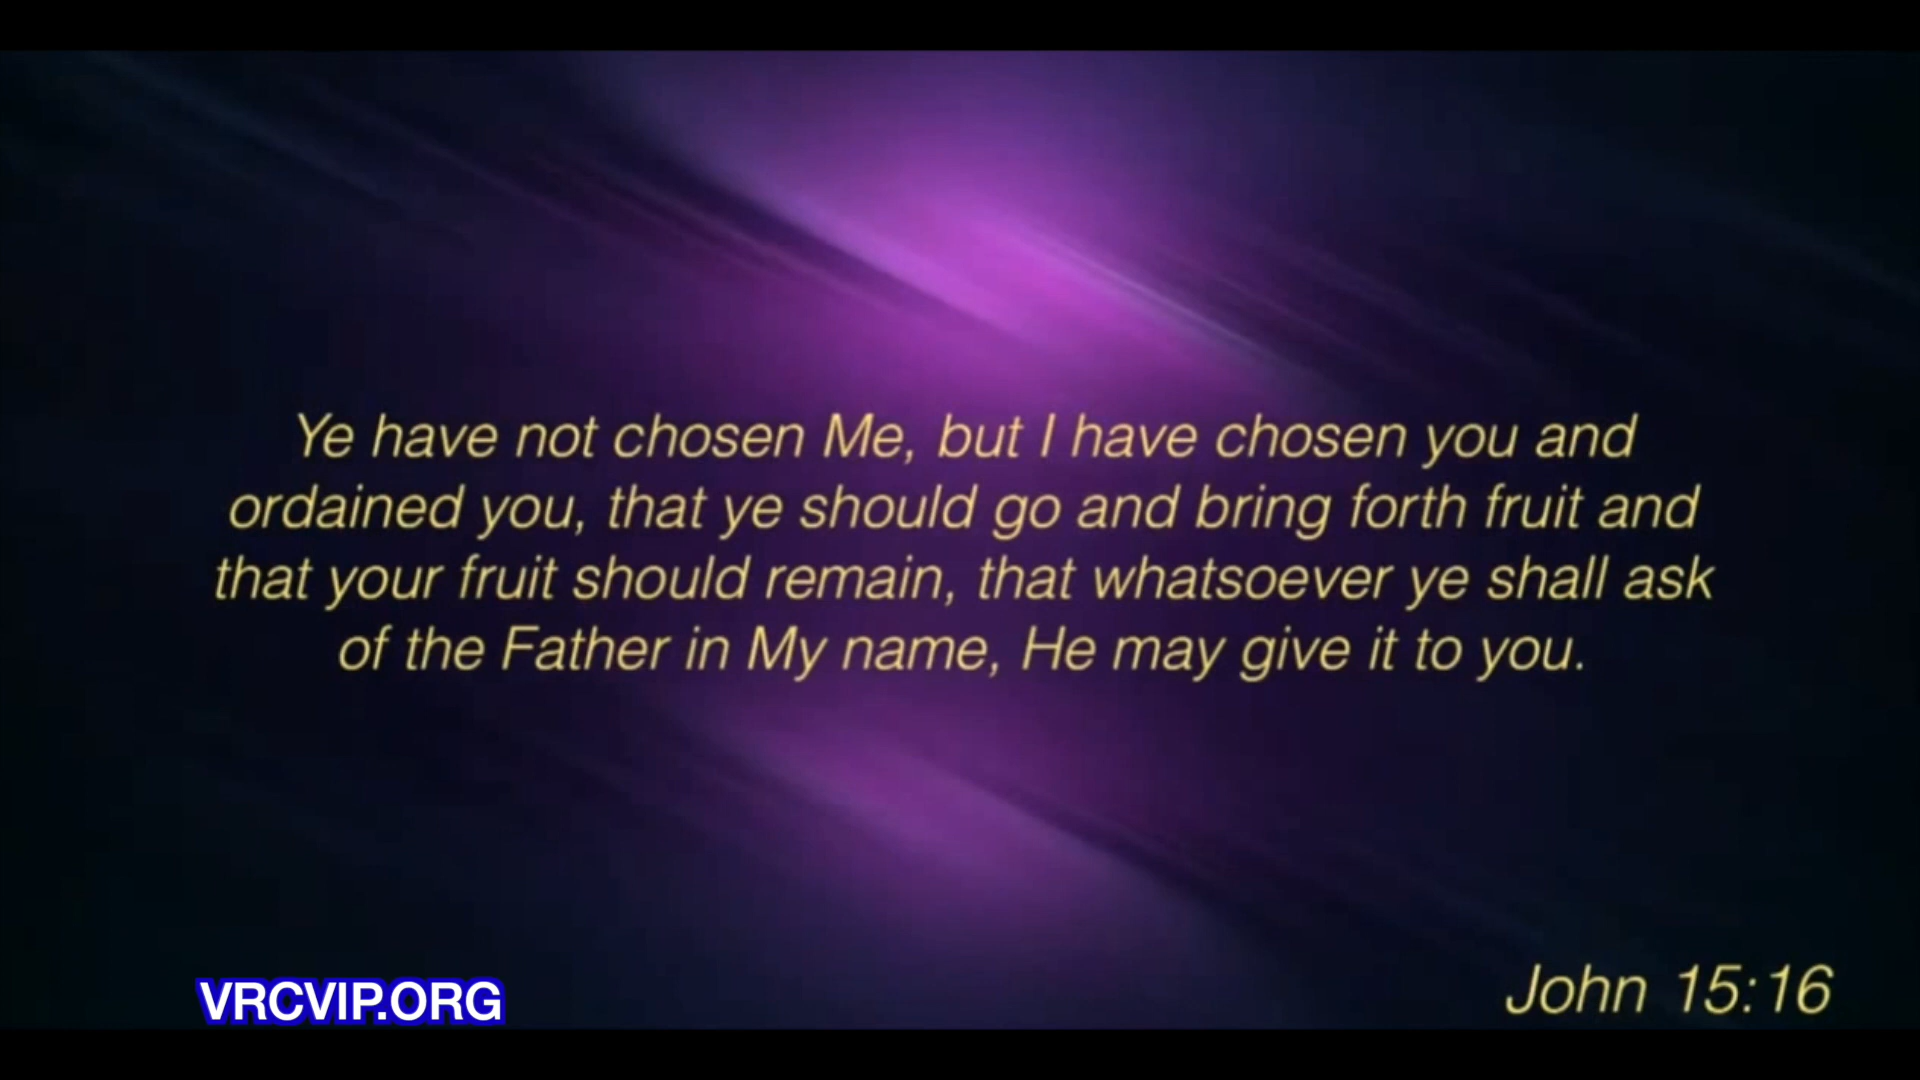 Ye have not chosen Me, but I have chosen you and
ordained you, that ye should go and bring forth fruit and
that your fruit should remain, that whatsoever ye shall ask
of the Father in My name, He may give it to you.
John 15:16
VRCVIP.ORG